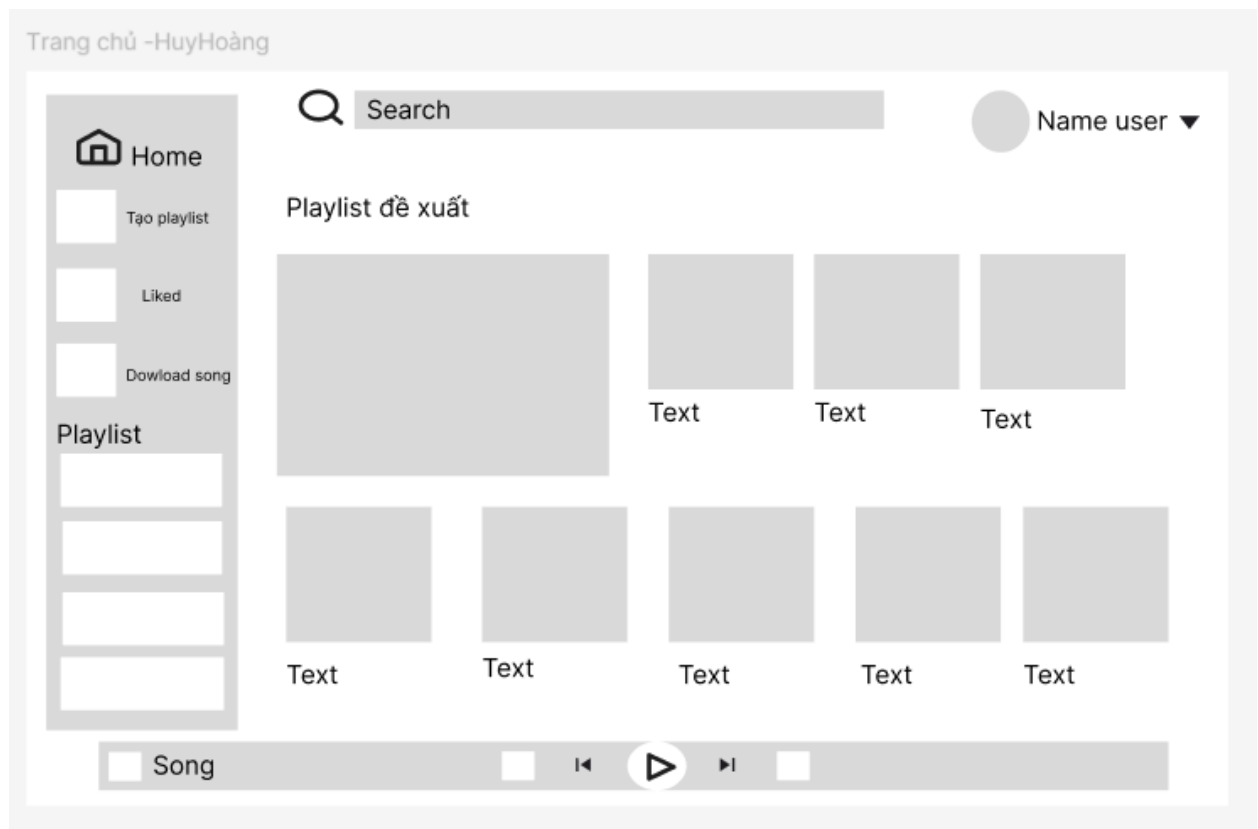 Trang chủ -HuyHoàng
Search
Name user
Home
Tạo playlist
Liked
Dowload song
Playlist
Playlist đề xuất
Text
Text
Text
Text
Text
Text
Text
Text
Song